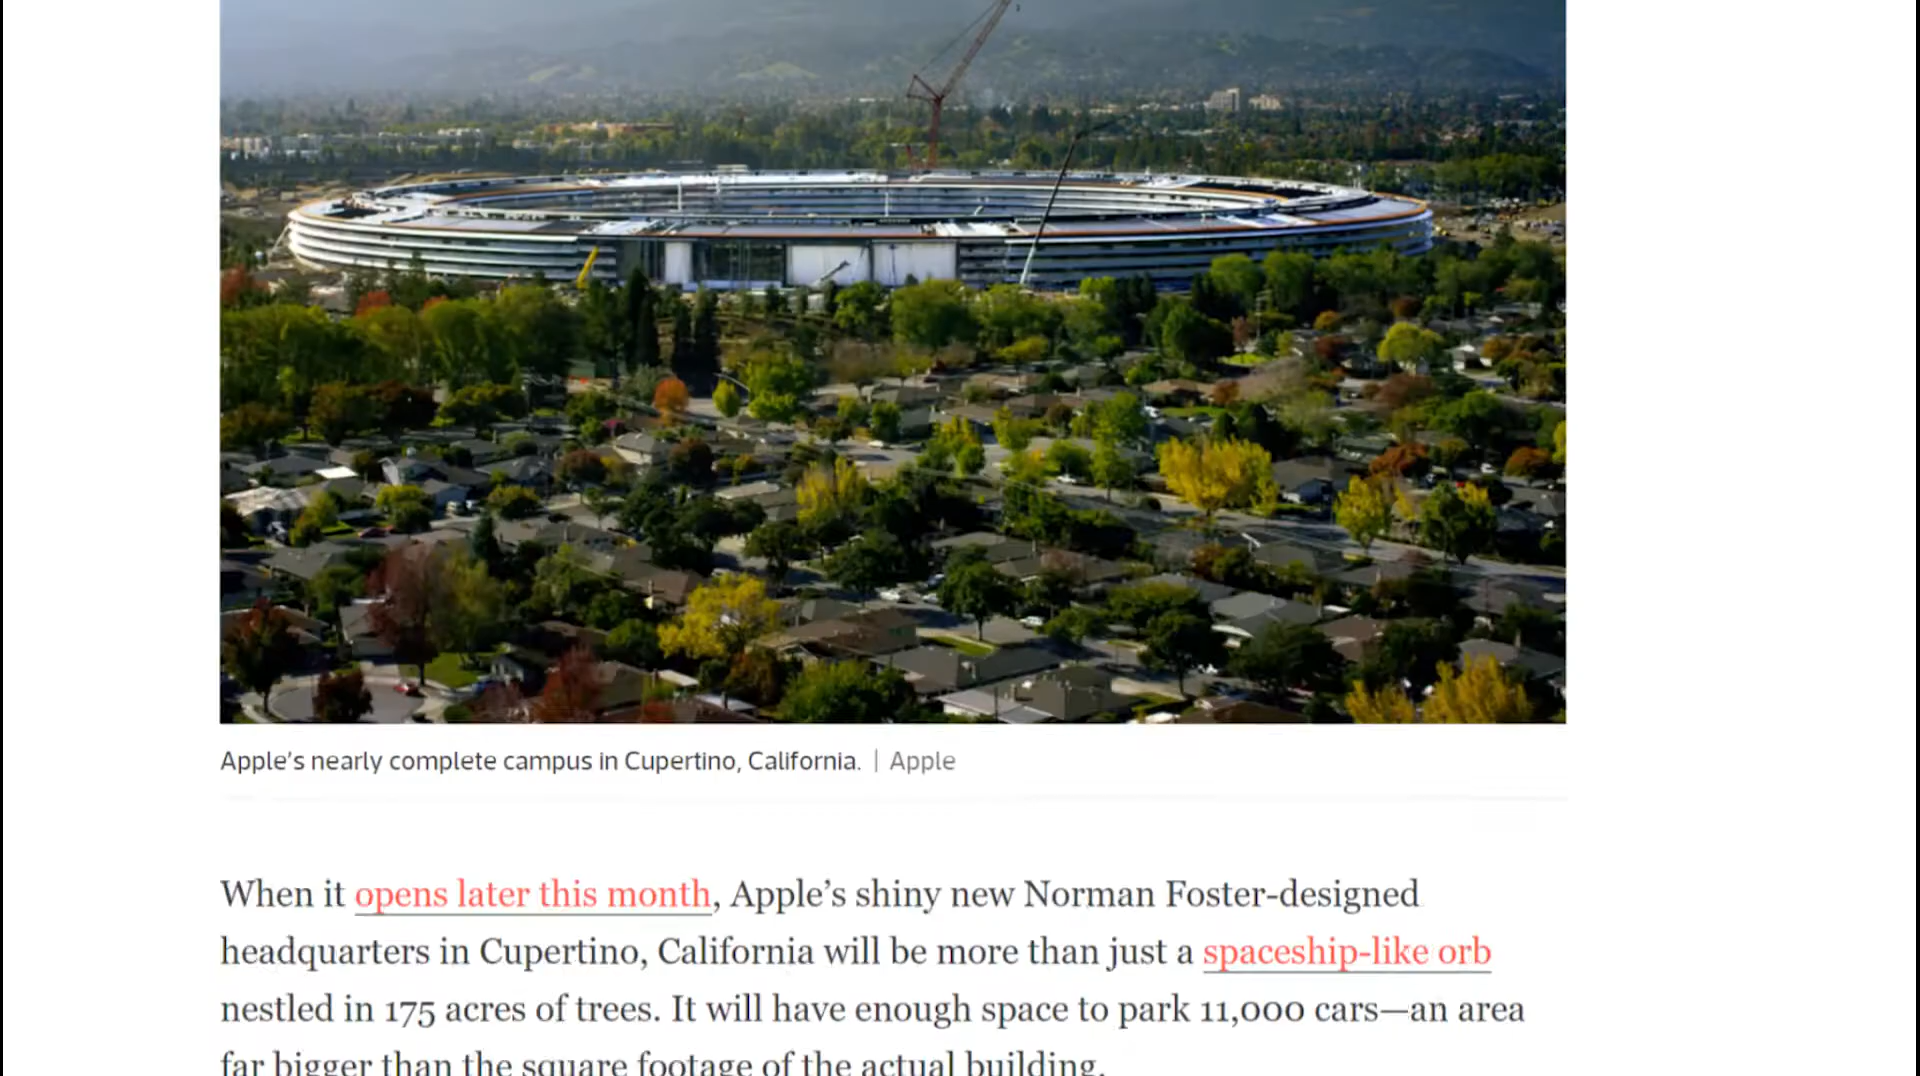 Apple's nearly complete campus in Cupertino, California. | Apple
When it opens later this month, Apple’s shiny new Norman Foster-designed
headquarters in Cupertino, California will be more than just a spaceship-like orb
nestled in 175 acres of trees. It will have enough space to park 11,000 cars—an area
far bigger than the square footage of the actual building.